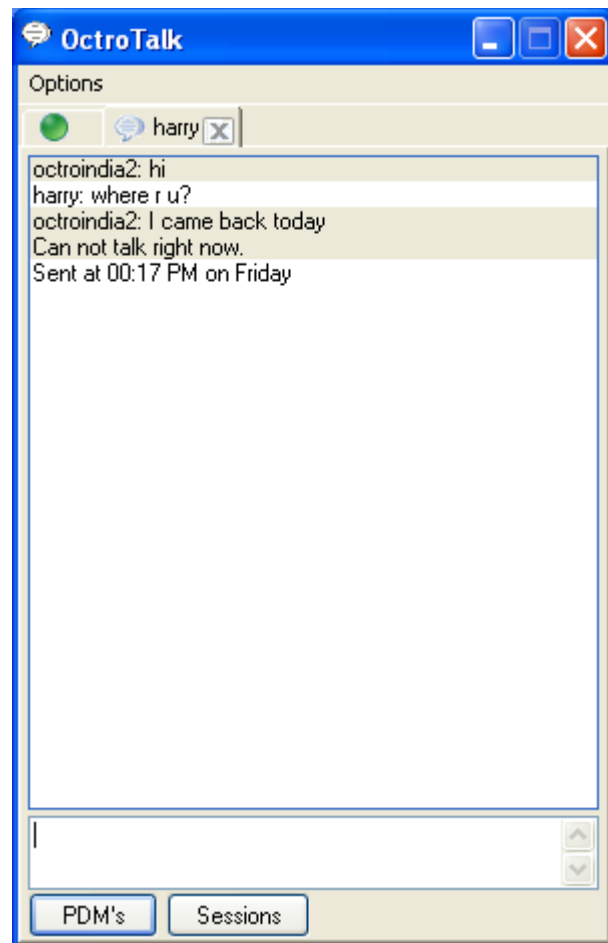 OctroTalk
Options
harry
octroindia2: hi
harry: where r u?
octroindia2: I came back today
Can not talk right now.
Sent at 00:17 PM on Friday
PDM's Sessions